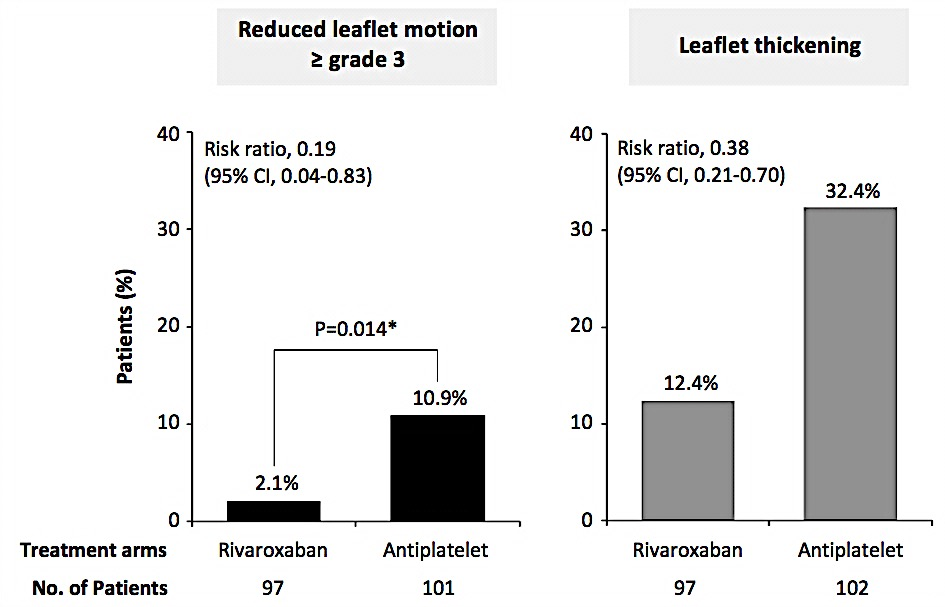 Reduced leaflet motion
≥ grade 3
Risk ratio, 0.19
(95% CI, 0.04-0.83)
Patients (%)
40
30
20
10
0
P=0.014*
2.1%
10.9%
Leaflet thickening
Risk ratio, 0.38
(95% CI, 0.21-0.70)
40
30
20
10
0
12.4%
32.4%
Treatment arms Rivaroxaban Antiplatelet Rivaroxaban Antiplatelet
No. of Patients 97 101 97 102